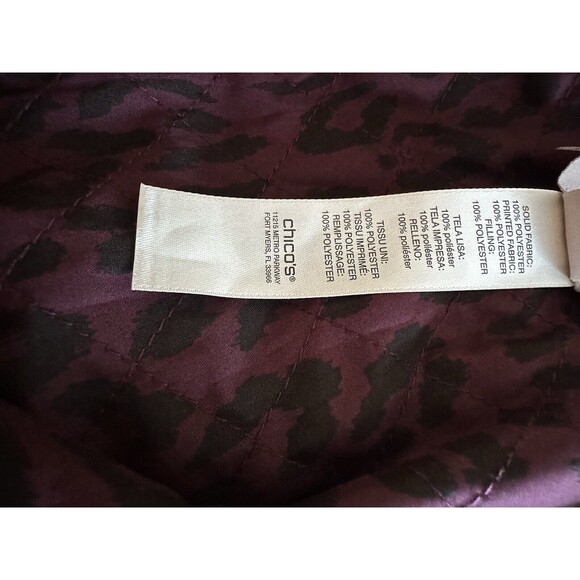 SOLID FABRIC:
100% POLYESTER
PRINTED FABRIC:
100% POLYESTER
FILLING:
100% POLYESTER
TELA LISA:
100% poliéster
TELA IMPRESA:
100% poliéster
RELLENO:
100% poliéster
TISSU UNI:
100% POLYESTER
TISSU IMPRIME:
100% POLYESTER
REMPLISSAGE:
100% POLYESTER
chico's®
11215 METRO PARKWAY
FORT MYERS, FL 33966